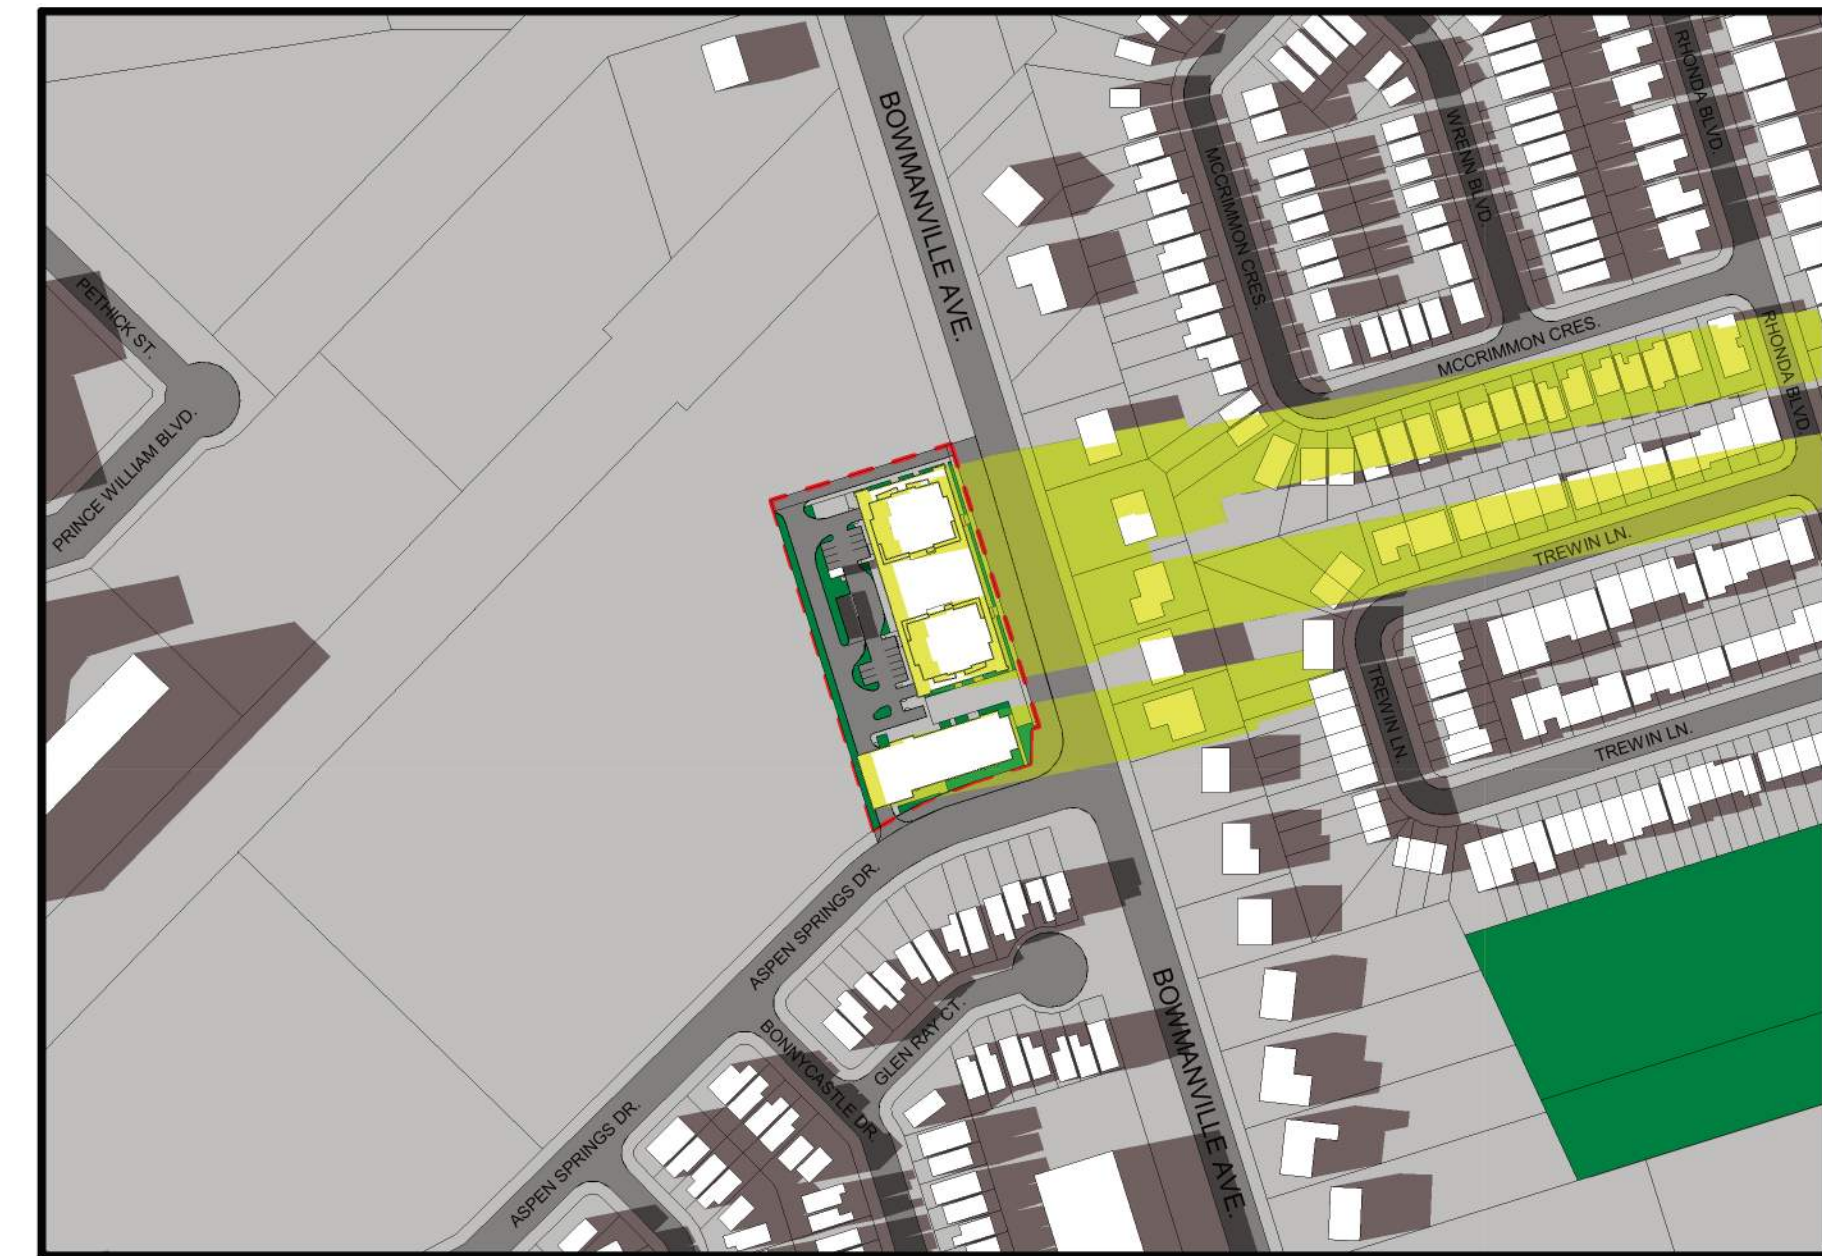 RHONDA BLVD.
BOWMANVILLE AVE.
WRENN BLVD.
MCCRIMMON CRES.
PETHICK ST.
MCCRIMMON CRES.
RHONDA BLVD.
PRINCE WILLIAM BLVD.
TREWIN LN.
TREWIN LN.
TREWIN LN.
ASPEN SPRINGS DR.
BOWMANVILLE AVE.
BONNYCASTLE DR.
GLEN RAY CT.
ASPEN SPRINGS DR.